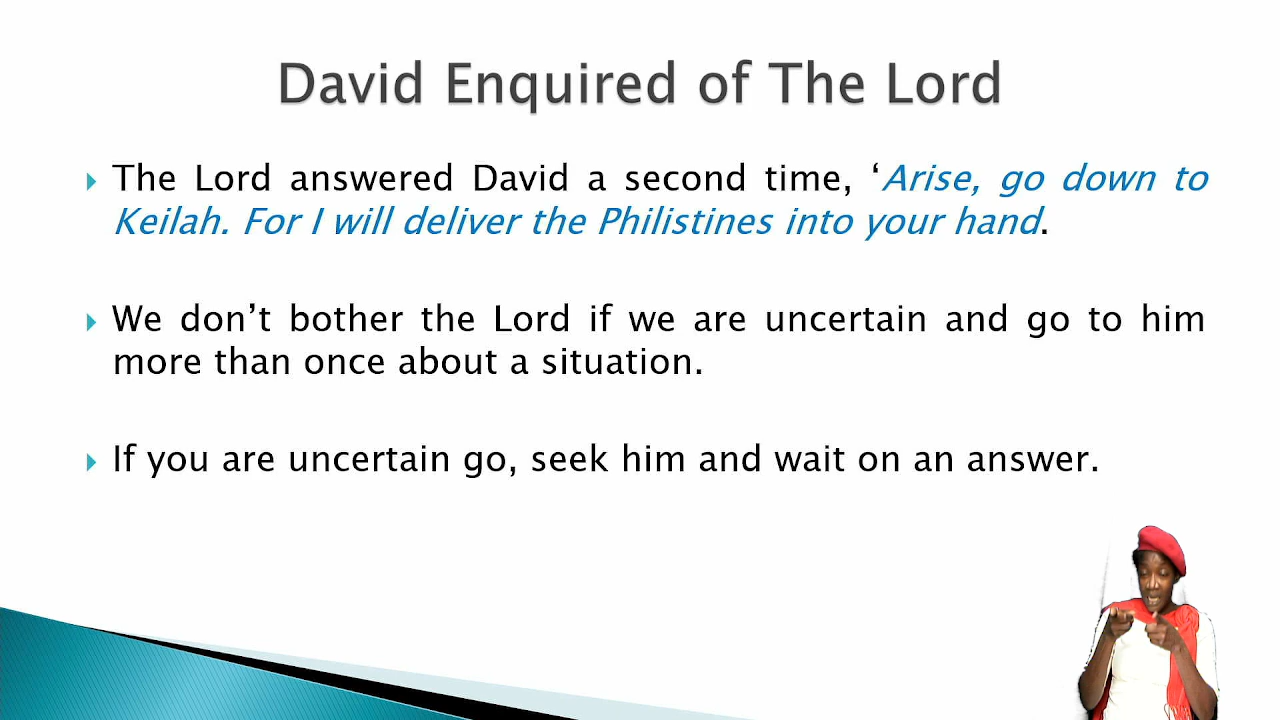 David Enquired of The Lord
The Lord answered David a second time, ‘Arise, go down to
Keilah. For I will deliver the Philistines into your hand.
We don’t bother the Lord if we are uncertain and go to him
more than once about a situation.
If you are uncertain go, seek him and wait on an answer.